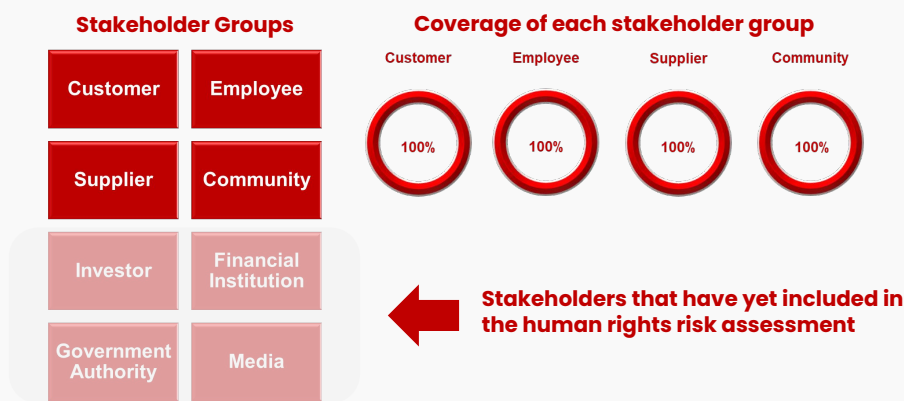 Stakeholder Groups
Customer
Employee
Supplier
Community
Investor
Financial
Institution
Government
Authority
Media
Coverage of each stakeholder group
Customer
Employee
Supplier
Community
100%
100%
100%
100%
Stakeholders that have yet included in
the human rights risk assessment